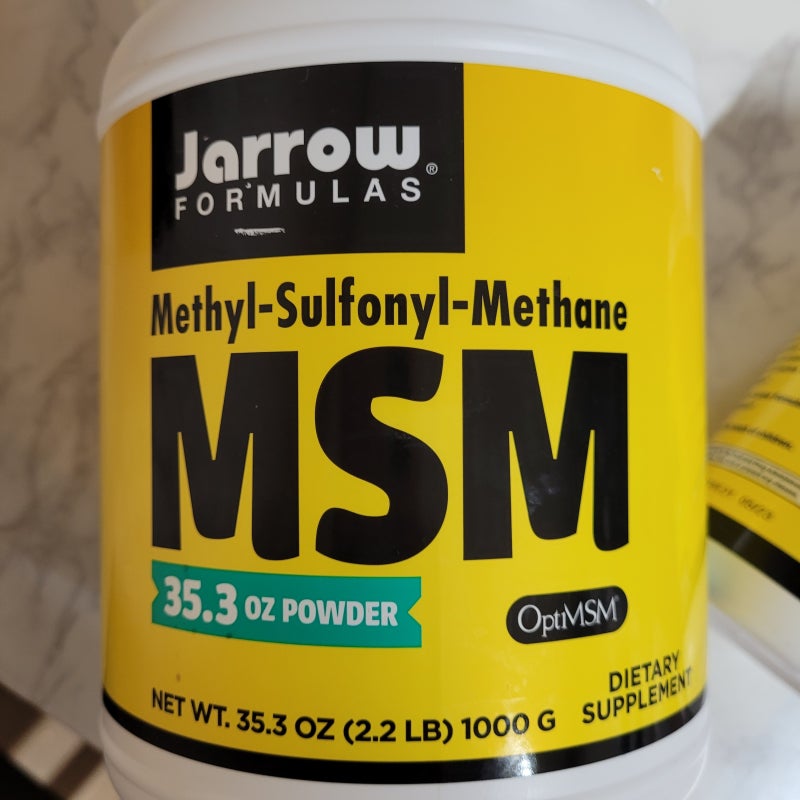 Jarrow®
FORMULAS
Methyl-Sulfonyl-Methane
MSM
35.3 OZ POWDER
OptiMSM®
DIETARY
SUPPLEMENT
NET WT. 35.3 OZ (2.2 LB) 1000 G